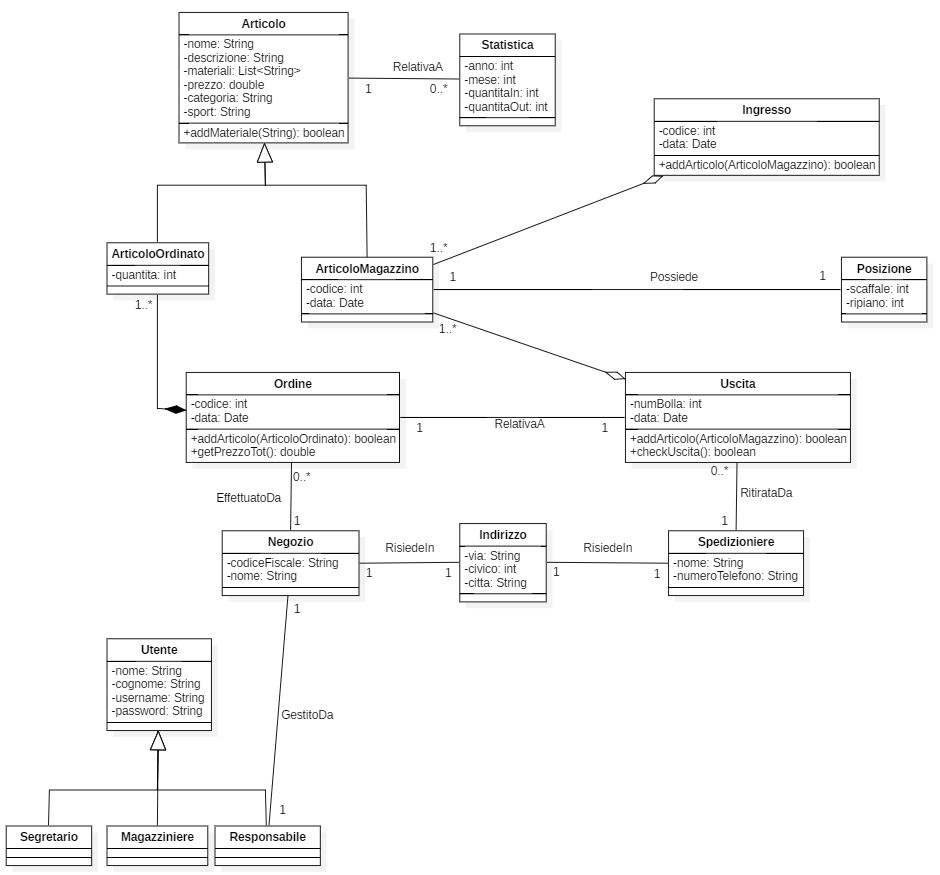 Articolo
-nome: String
-descrizione: String
-materiali: List<String>
-prezzo: double
-categoria: String
-sport: String
+addMateriale(String): boolean
RelativaA
1
0..*
Statistica
-anno: int
-mese: int
-quantitaIn: int
-quantitaOut: int
Ingresso
-codice: int
-data: Date
+addArticolo(ArticoloMagazzino): boolean
ArticoloOrdinato
-quantita: int
1..*
ArticoloMagazzino
-codice: int
-data: Date
1..*
1
Possiede
1
Posizione
-scaffale: int
-ripiano: int
1..*
Ordine
-codice: int
-data: Date
+addArticolo(ArticoloOrdinato): boolean
+getPrezzoTot(): double
1
RelativaA
1
Uscita
-numBolla: int
-data: Date
+addArticolo(ArticoloMagazzino): boolean
+checkUscita(): boolean
0..*
EffettuatoDa
1
0..*
RitirataDa
1
Negozio
-codiceFiscale: String
-nome: String
RisiedeIn
1
1
Indirizzo
-via: String
-civico: int
-citta: String
RisiedeIn
1
1
Spedizioniere
-nome: String
-numeroTelefono: String
1
GestitoDa
1
Utente
-nome: String
-cognome: String
-username: String
-password: String
Segretario
Magazziniere
Responsabile